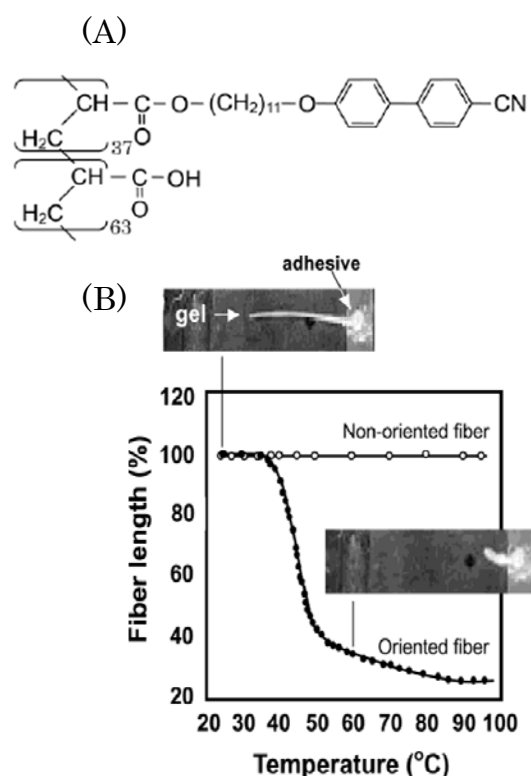 (A)
CH-C-O-(CH₂)₁₁-O-
-CN
H₂C
O
37
CH-C-OH
H₂C
O
63
(B)
adhesive
gel
120
100
80
60
40
20
Fiber length (%)
Non-oriented fiber
Oriented fiber
20 30 40 50 60 70 80 90 100
Temperature (°C)